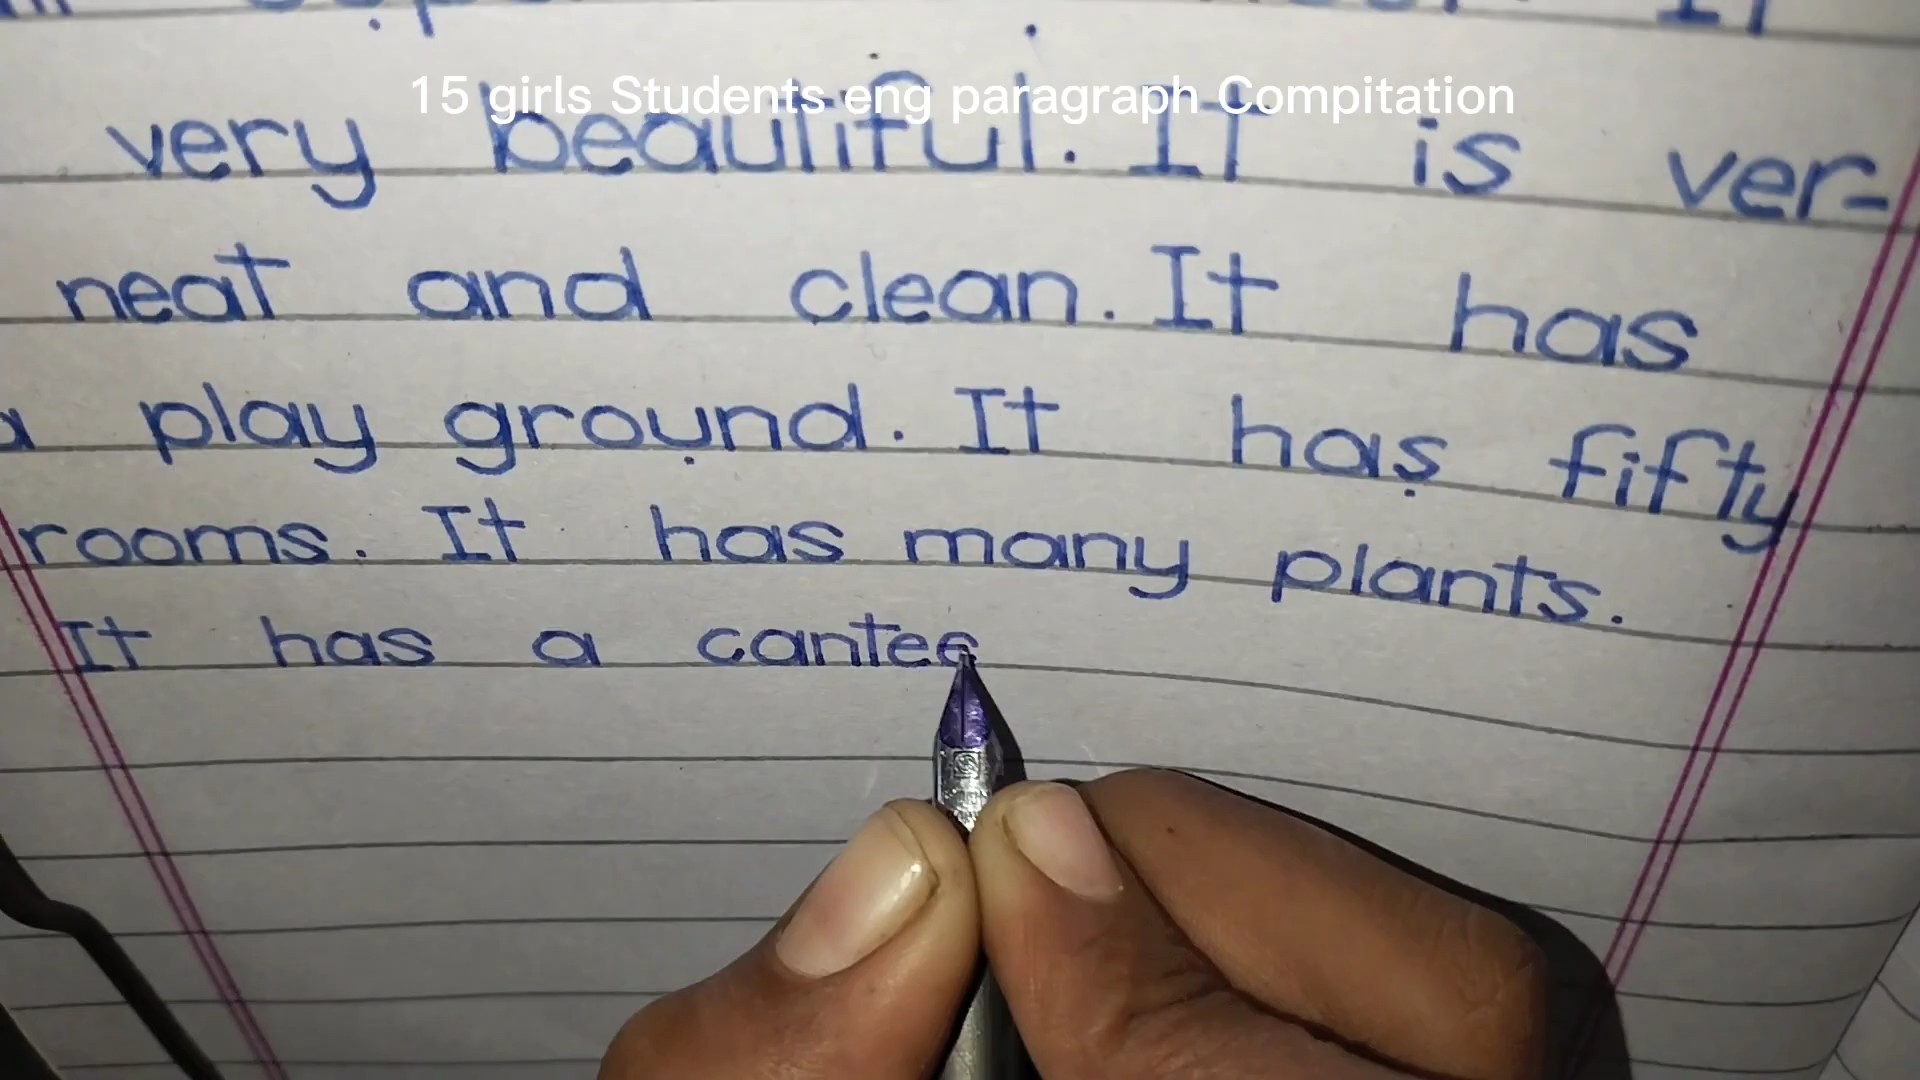 15 girls Students eng paragraph Compitation
very beautiful. It is ver-
neat and clean. It has
a play ground. It has fifty
rooms. It has many plants.
It has a cantee